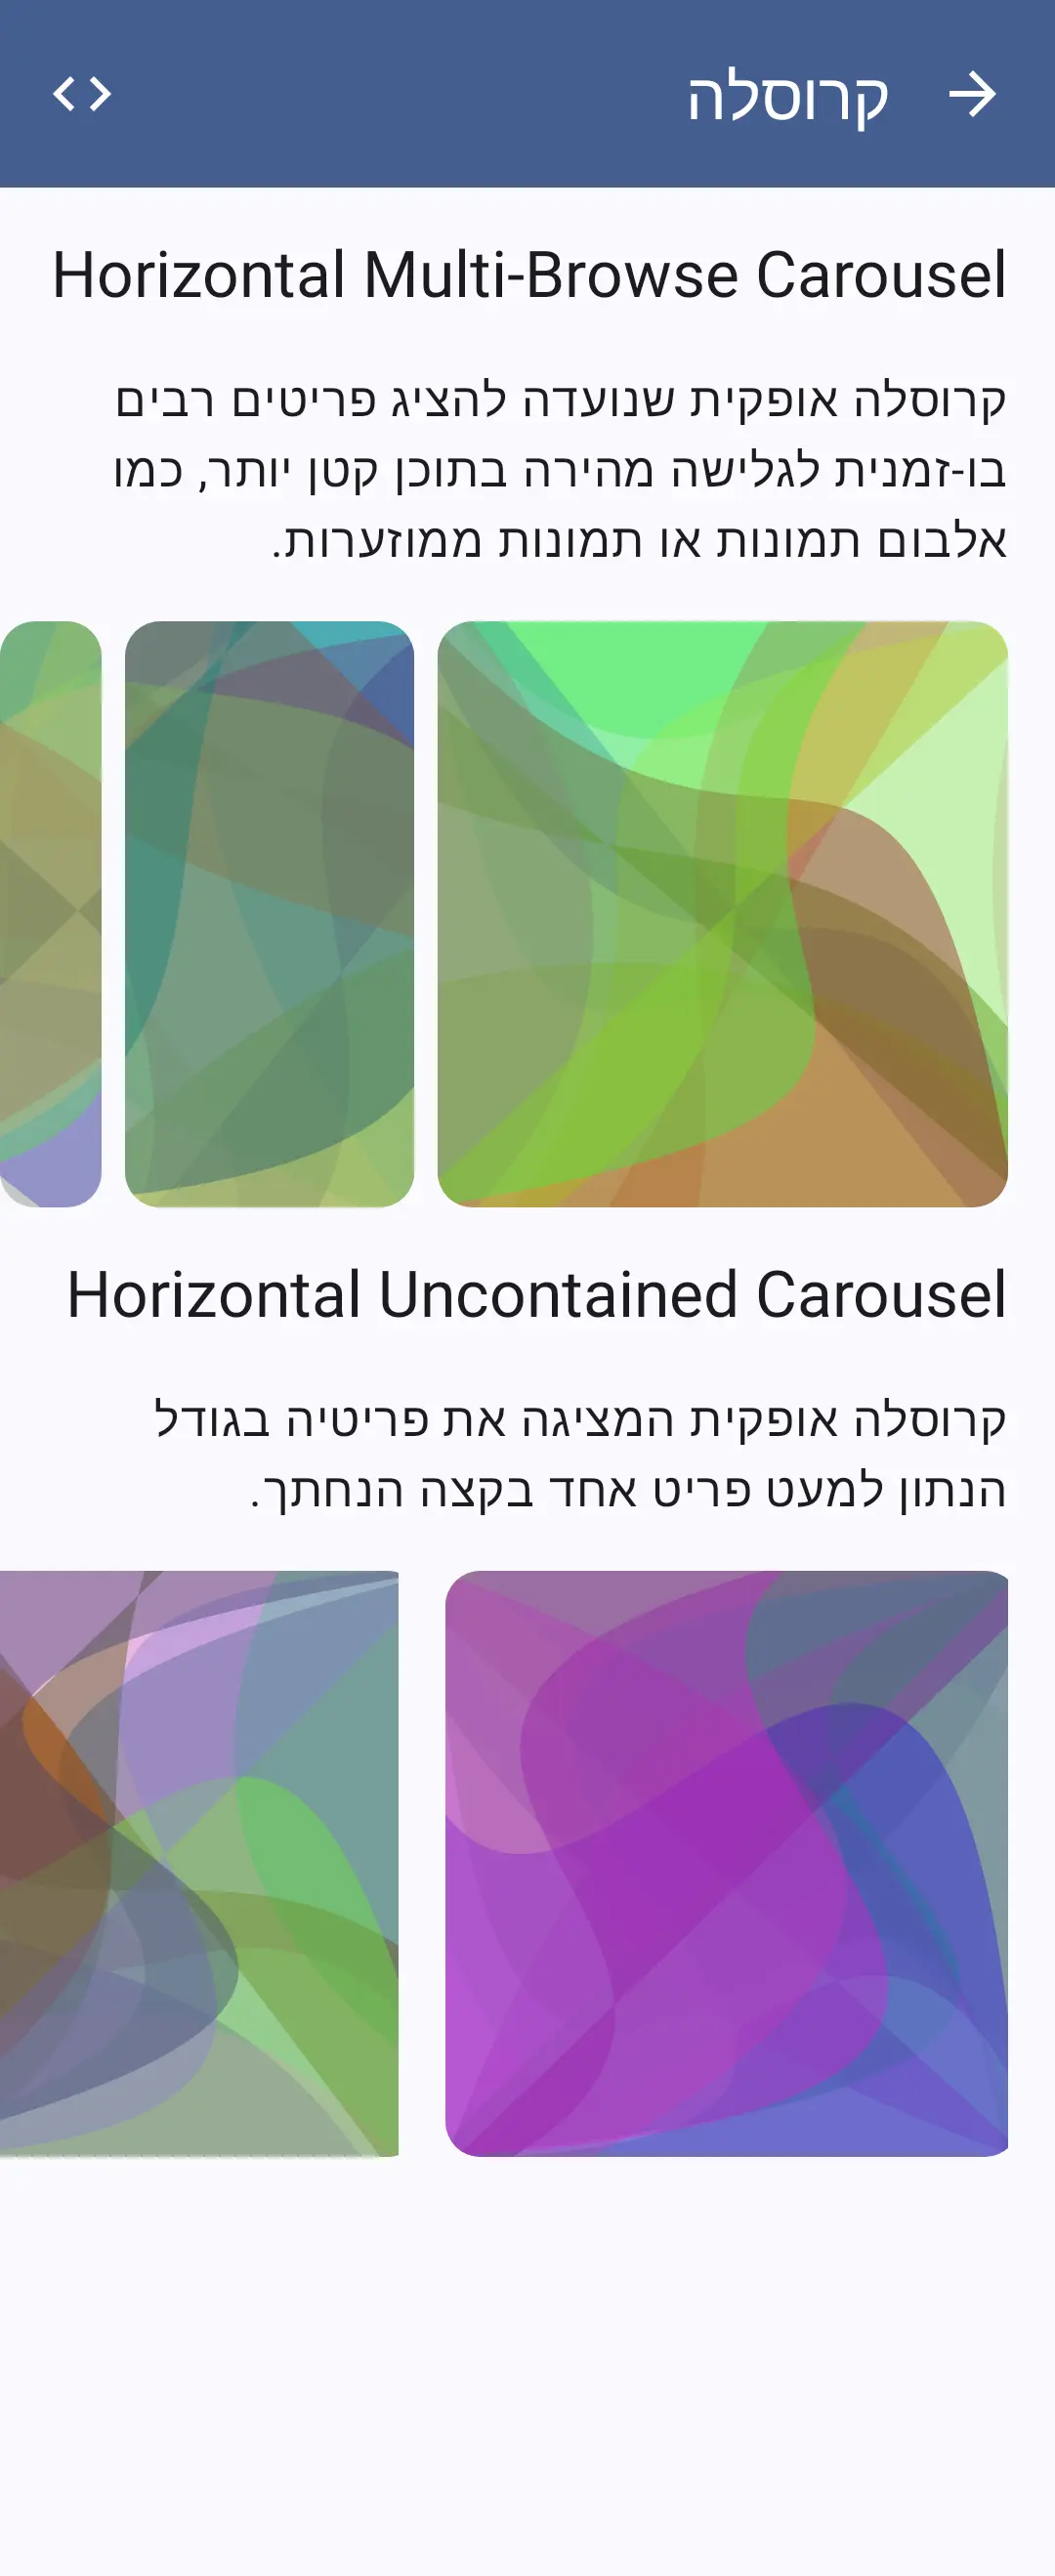 קרוסלה
Horizontal Multi-Browse Carousel
קרוסלה אופקית שנועדה להציג פריטים רבים
בו-זמנית לגלישה מהירה בתוכן קטן יותר, כמו
אלבום תמונות או תמונות ממוזערות.
Horizontal Uncontained Carousel
קרוסלה אופקית המציגה את פריטיה בגודל
הנתון למעט פריט אחד בקצה הנחתך.